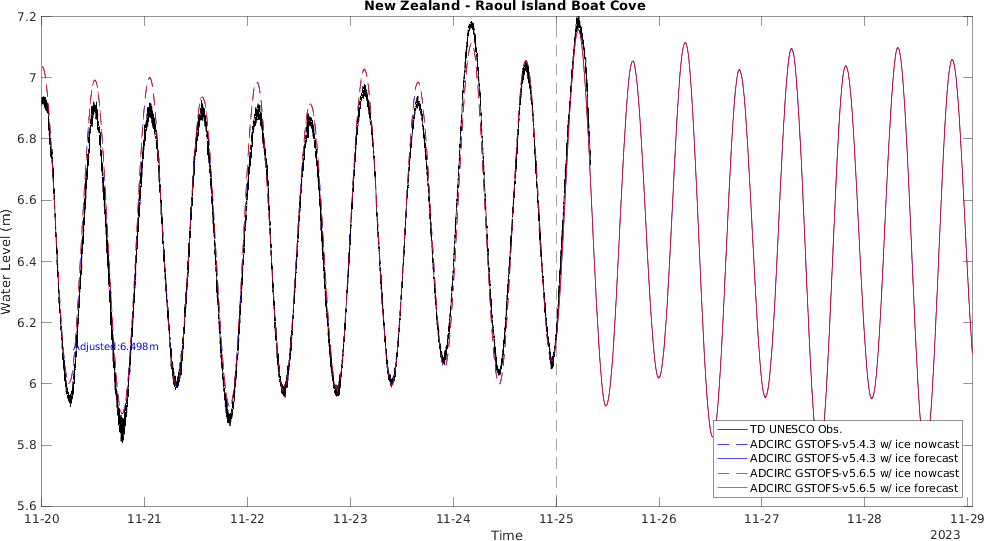 New Zealand - Raoul Island Boat Cove
7.2
7
6.8
6.6
6.4
6.2
6
5.8
5.6
Water Level (m)
Adjusted:6.498m
TD UNESCO Obs.
ADCIRC GSTOFS-v5.4.3 w/ ice nowcast
ADCIRC GSTOFS-v5.4.3 w/ ice forecast
ADCIRC GSTOFS-v5.6.5 w/ ice nowcast
ADCIRC GSTOFS-v5.6.5 w/ ice forecast
11-20 11-21 11-22 11-23 11-24 11-25 11-26 11-27 11-28 11-29
Time
2023